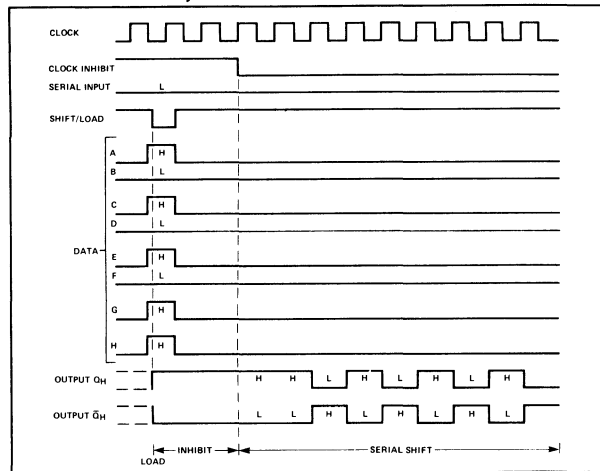 CLOCK
CLOCK INHIBIT
SERIAL INPUT L
SHIFT/LOAD
A H
B L
C H
D L
DATA
E H
F L
G H
H H
OUTPUT QH H H L H L H L H
OUTPUT Q̅H L L H L H L H L
INHIBIT SERIAL SHIFT
LOAD